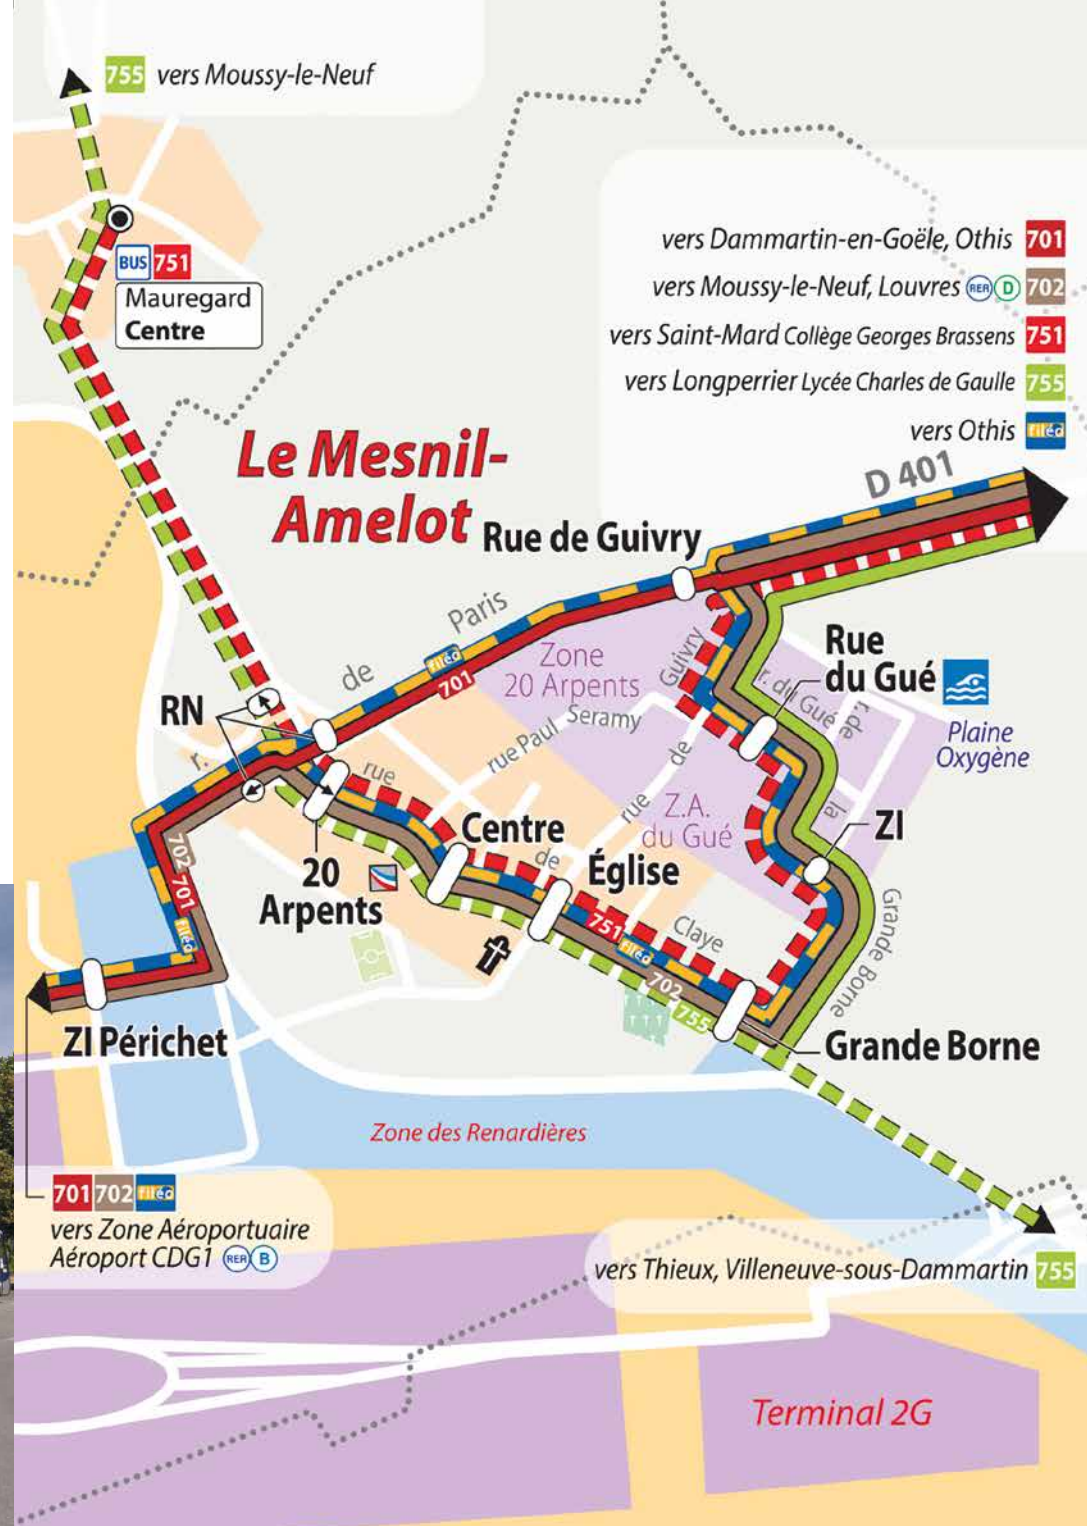 755 vers Moussy-le-Neuf
BUS 751
Mauregard
Centre
vers Dammartin-en-Goële, Othis 701
vers Moussy-le-Neuf, Louvres RER D 702
vers Saint-Mard Collège Georges Brassens 751
vers Longperrier Lycée Charles de Gaulle 755
vers Othis filéo
D 401
Le Mesnil-
Amelot
Rue de Guivry
r. de Paris
filéo
701
Zone
20 Arpents
Guivry
Rue
du Gué
r. du Gué
r. de
la
Plaine
Oxygène
RN
rue Paul Seramy
rue
de
rue
de
Claye
Z.A.
du Gué
ZI
Centre
Église
20
Arpents
702
701
filéo
751
filéo
702
755
Grande Borne
ZI Périchet
Grande Borne
Zone des Renardières
701 702 filéo
vers Zone Aéroportuaire
Aéroport CDG1 RER B
vers Thieux, Villeneuve-sous-Dammartin 755
Terminal 2G